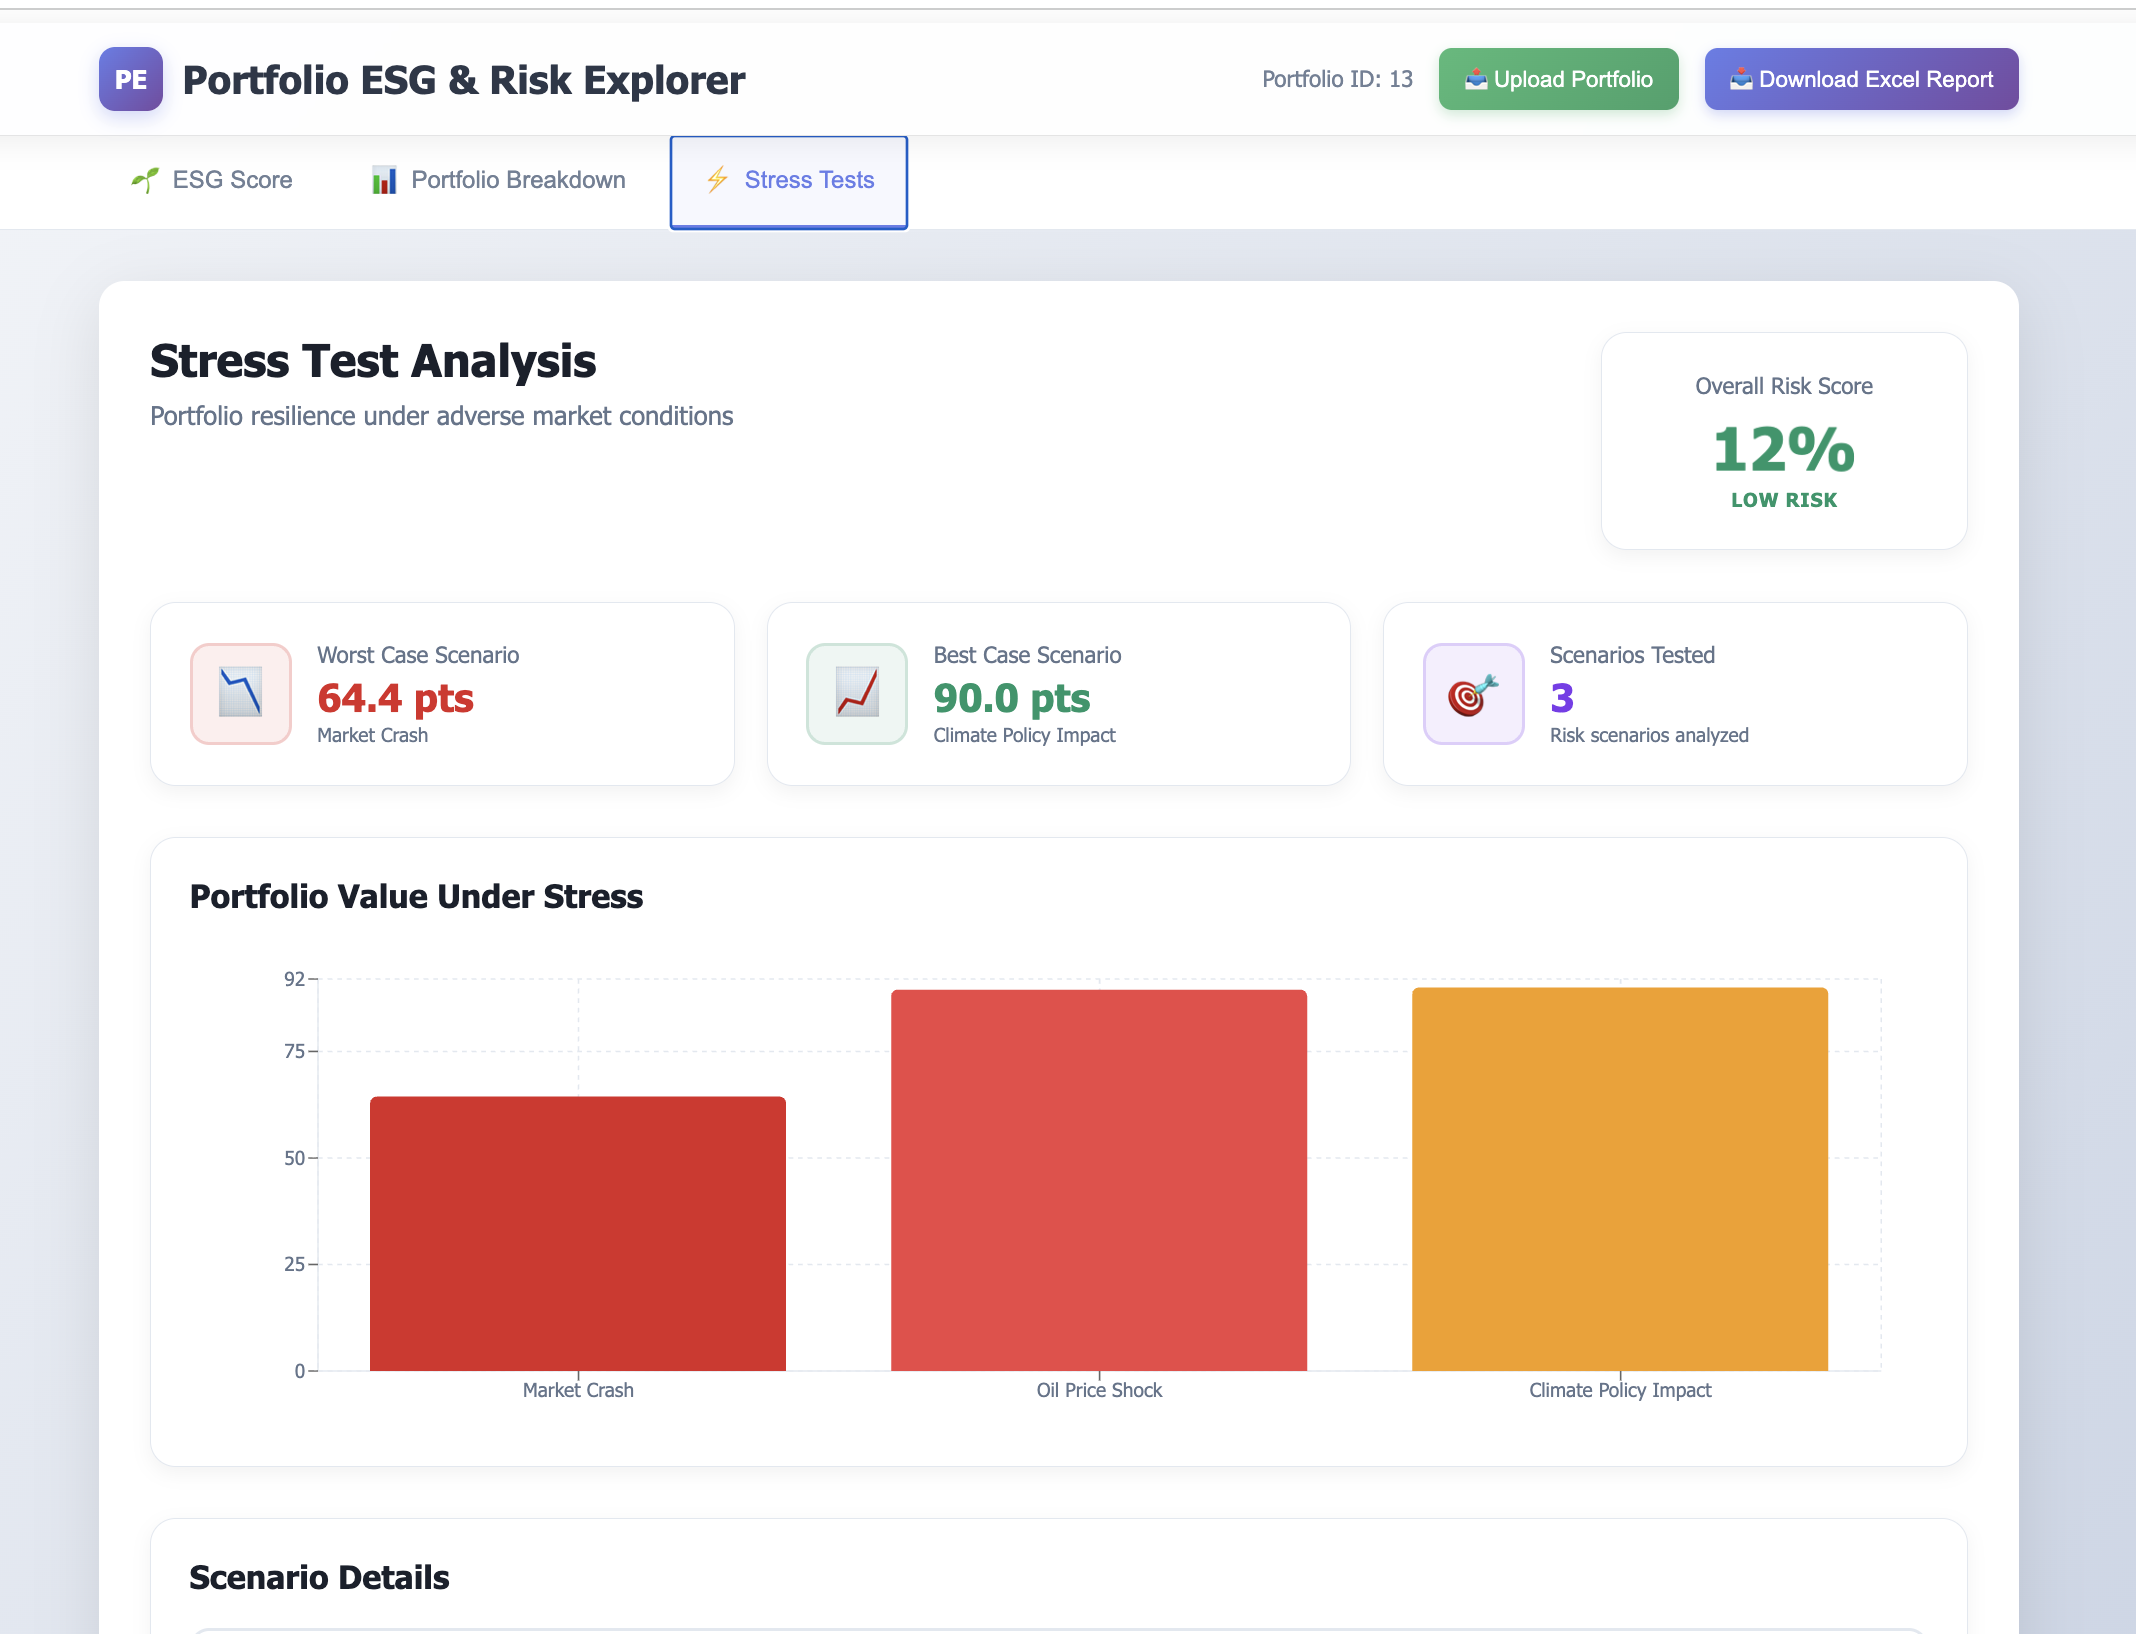 PE
Portfolio ESG & Risk Explorer
Portfolio ID: 13
Upload Portfolio
Download Excel Report
ESG Score
Portfolio Breakdown
Stress Tests
Stress Test Analysis
Portfolio resilience under adverse market conditions
Overall Risk Score
12%
LOW RISK
Worst Case Scenario
64.4 pts
Market Crash
Best Case Scenario
90.0 pts
Climate Policy Impact
Scenarios Tested
3
Risk scenarios analyzed
Portfolio Value Under Stress
92
75
50
25
0
Market Crash
Oil Price Shock
Climate Policy Impact
Scenario Details